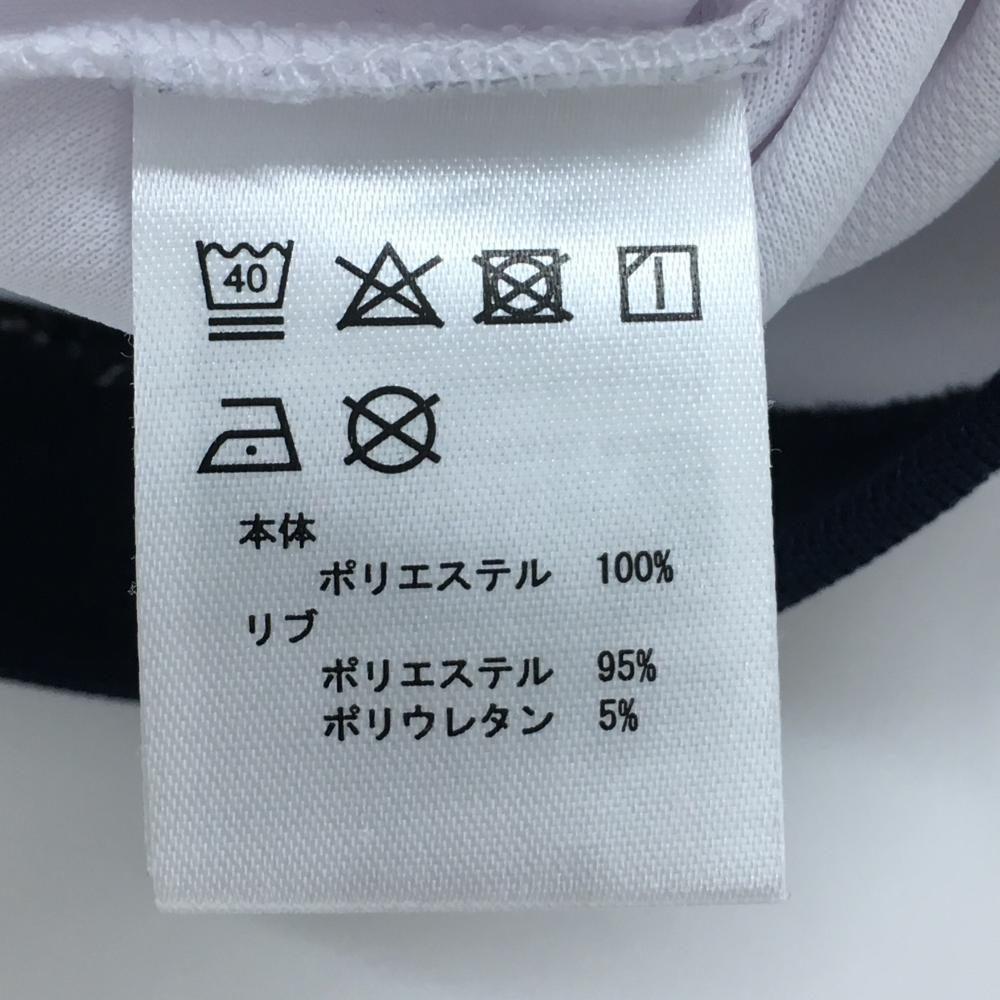 40
本体
ポリエステル 100%
リブ
ポリエステル 95%
ポリウレタン 5%